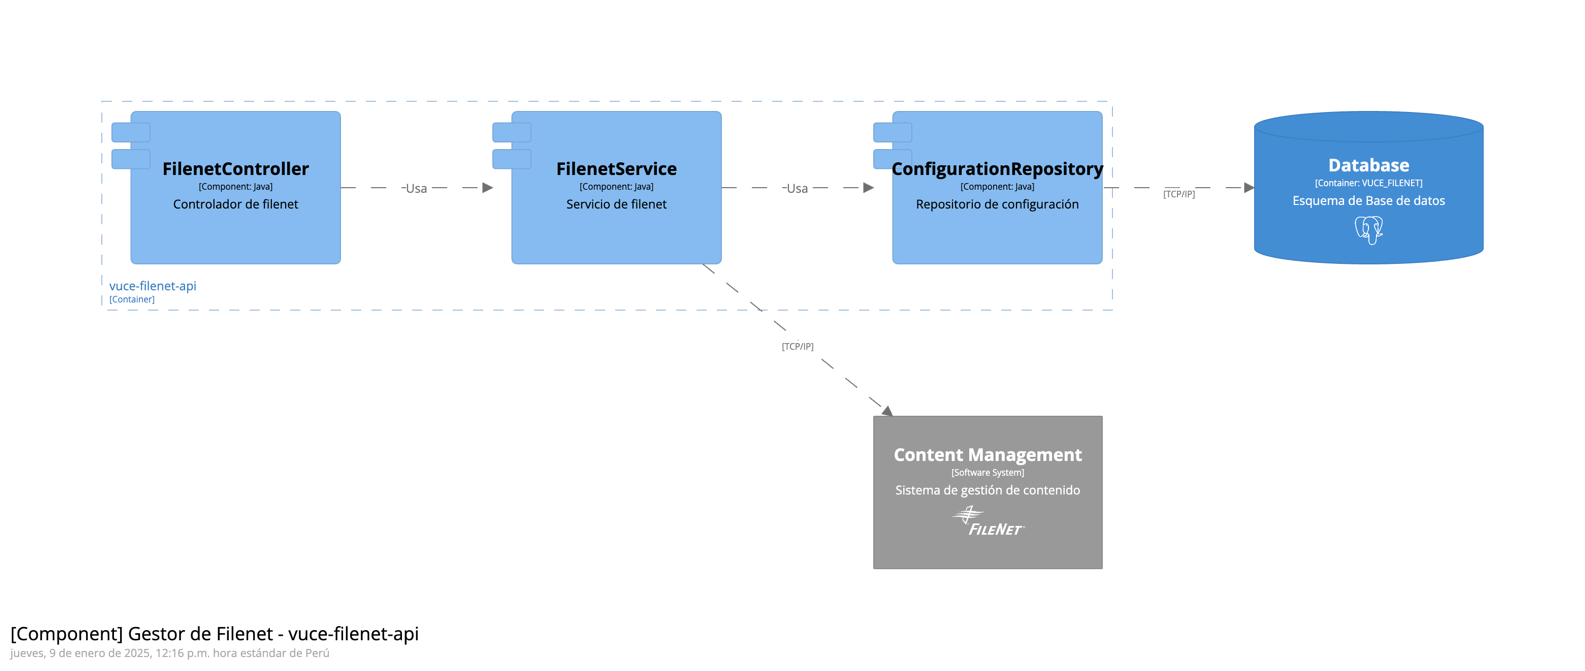 FilenetController
[Component: Java]
Controlador de filenet
Usa
FilenetService
[Component: Java]
Servicio de filenet
Usa
ConfigurationRepository
[Component: Java]
Repositorio de configuración
[TCP/IP]
Database
[Container: VUCE_FILENET]
Esquema de Base de datos
vuce-filenet-api
[Container]
[TCP/IP]
Content Management
[Software System]
Sistema de gestión de contenido
FILENET
[Component] Gestor de Filenet - vuce-filenet-api
jueves, 9 de enero de 2025, 12:16 p.m. hora estándar de Perú